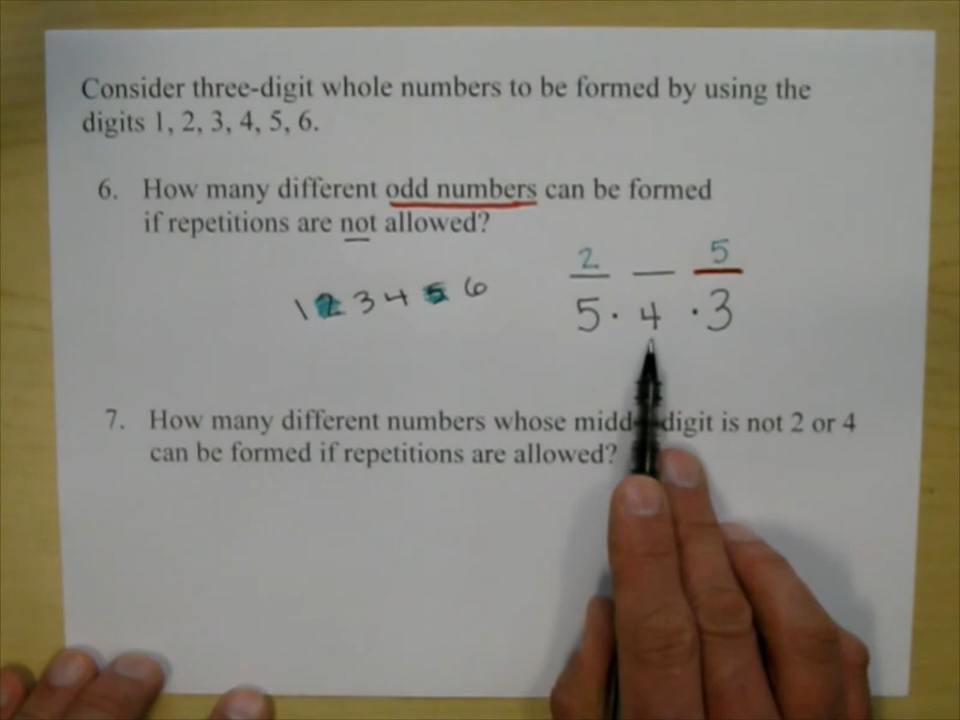 Consider three-digit whole numbers to be formed by using the
digits 1, 2, 3, 4, 5, 6.
6. How many different odd numbers can be formed
if repetitions are not allowed?
2 5
1 2 3 4 5 6
5 · 4 · 3
7. How many different numbers whose digit is not 2 or 4
can be formed if repetitions are allowed?